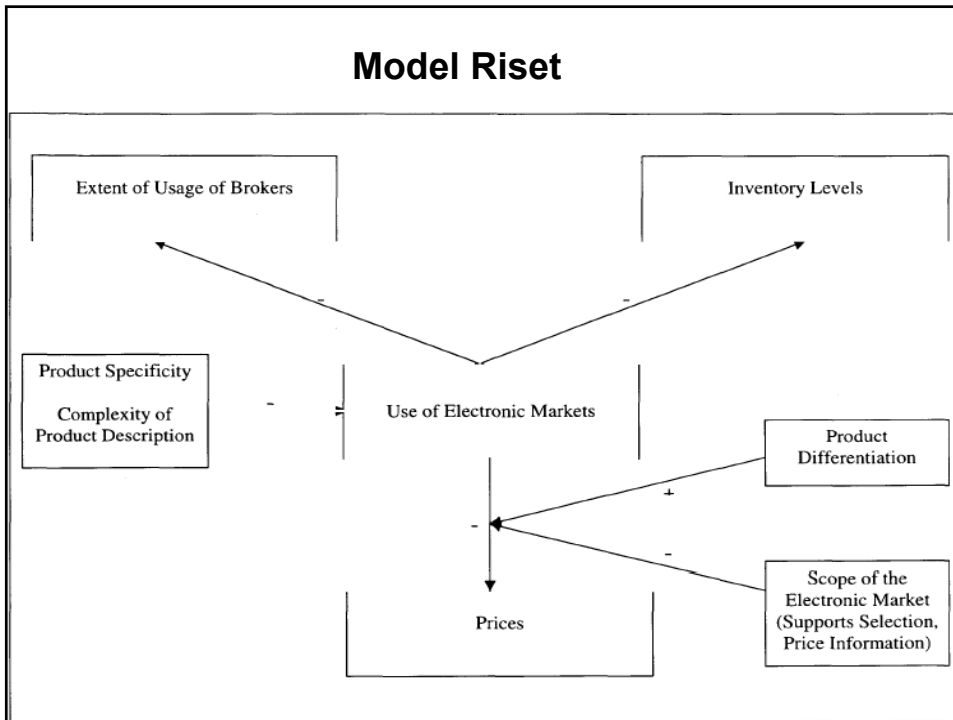 Model Riset
Extent of Usage of Brokers
Inventory Levels
-
-
Product Specificity
Complexity of
Product Description
-
Use of Electronic Markets
Product
Differentiation
+
-
-
Prices
Scope of the
Electronic Market
(Supports Selection,
Price Information)